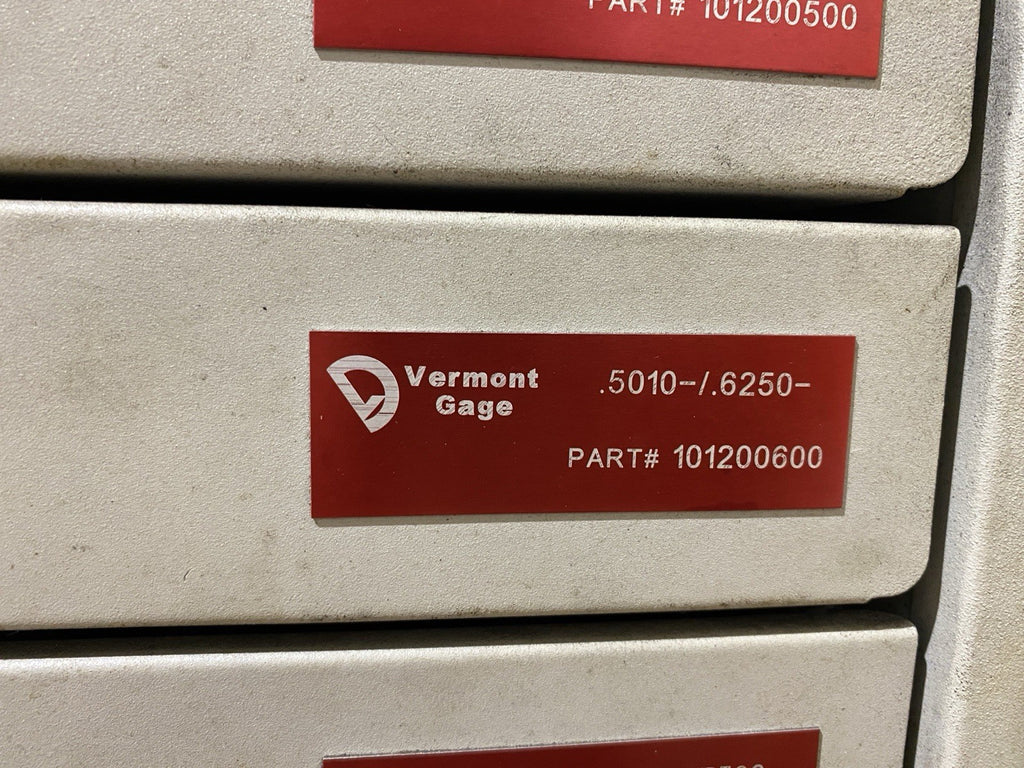 PART# 101200500
Vermont
Gage
.5010-/.6250-
PART# 101200600